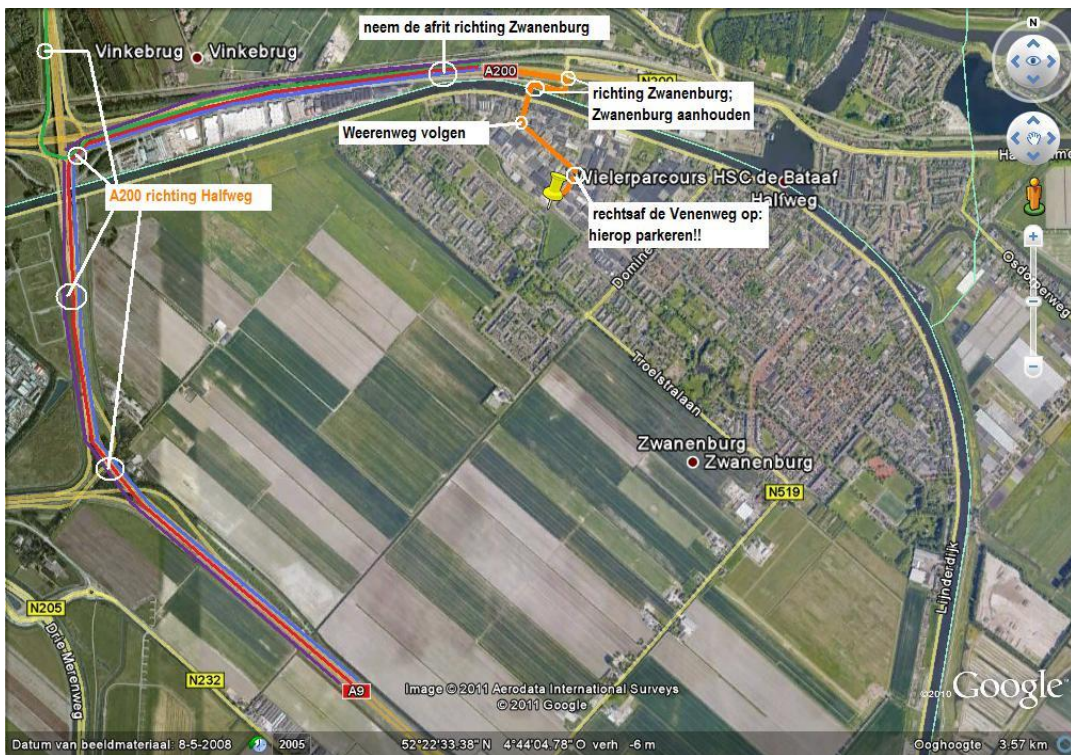 neem de afrit richting Zwanenburg
N
Vinkebrug Vinkebrug
A200
N200
richting Zwanenburg;
Zwanenburg aanhouden
Weerenweg volgen
Wielerparcours HSC de Bataaf
Halfweg
A200 richting Halfweg
rechtsaf de Venenweg op:
hierop parkeren!!
Osdorperweg
Troelstralaan
Zwanenburg
Zwanenburg
N519
Lijnderdijk
N205
Drie Merenweg
N232
A9
Image © 2011 Aerodata International Surveys
© 2011 Google
©2010 Google™
Datum van beeldmateriaal: 8-5-2008 2005 52°22'33.38" N 4°44'04.78" O verh -6 m Ooghoogte 3.57 km